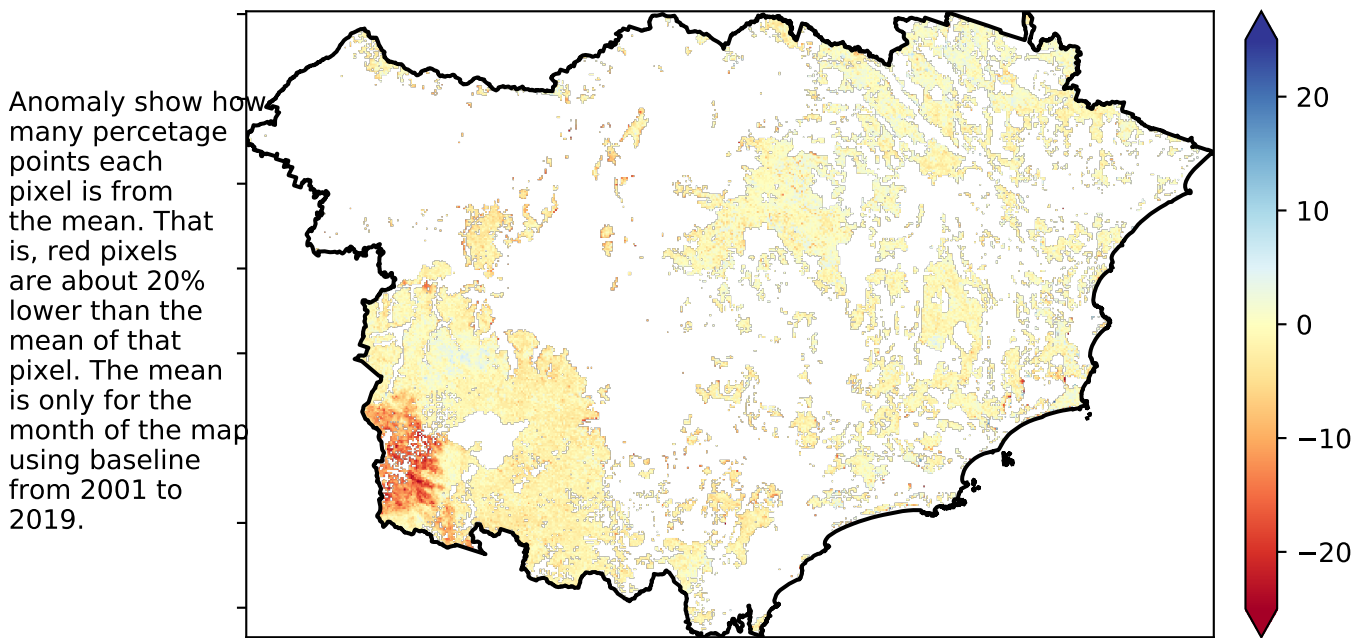 Anomaly show how
many percetage
points each
pixel is from
the mean. That
is, red pixels
are about 20%
lower than the
mean of that
pixel. The mean
is only for the
month of the map
using baseline
from 2001 to
2019.
20
10
0
−10
−20